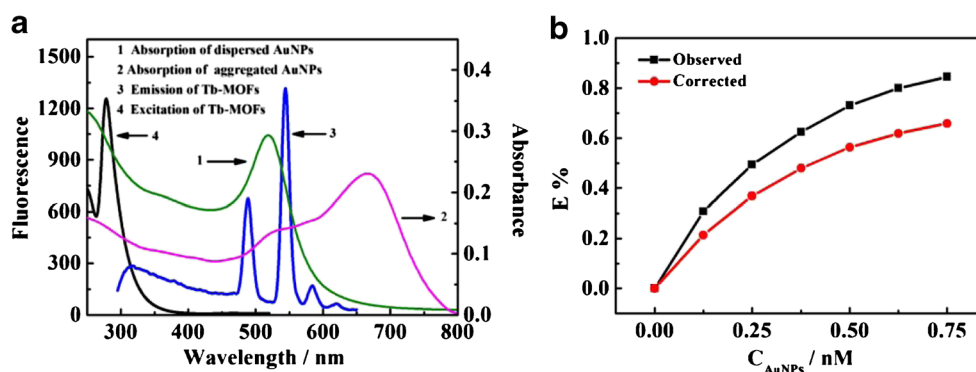 a
1 Absorption of dispersed AuNPs
2 Absorption of aggregated AuNPs
3 Emission of Tb-MOFs
4 Excitation of Tb-MOFs
Fluorescence
1500
1200
900
600
300
0
300 400 500 600 700 800
Wavelength / nm
0.4
0.3
0.2
0.1
0.0
Absorbance
4
3
1
2
b
Observed
Corrected
E %
1.0
0.8
0.6
0.4
0.2
0.0
0.00 0.25 0.50 0.75
C AuNPs / nM